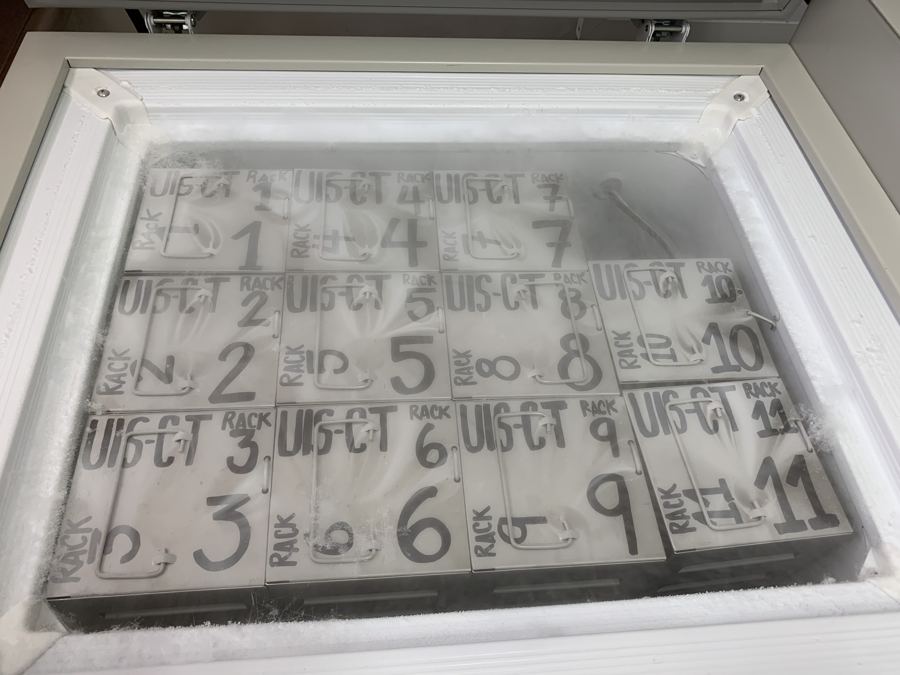 UIS-CT RACK
1
RACK 1 1
UIS-CT RACK
4
RACK 4 4
UIS-CT RACK
7
RACK 7 7
UIS-CT RACK
2
RACK 2 2
UIS-CT RACK
5
RACK 5 5
UIS-CT RACK
8
RACK 8 8
UIS-CT RACK
10
RACK 10 10
UIS-CT RACK
3
RACK 3 3
UIS-CT RACK
6
RACK 6 6
UIS-CT RACK
9
RACK 9 9
UIS-CT RACK
11
RACK 11 11